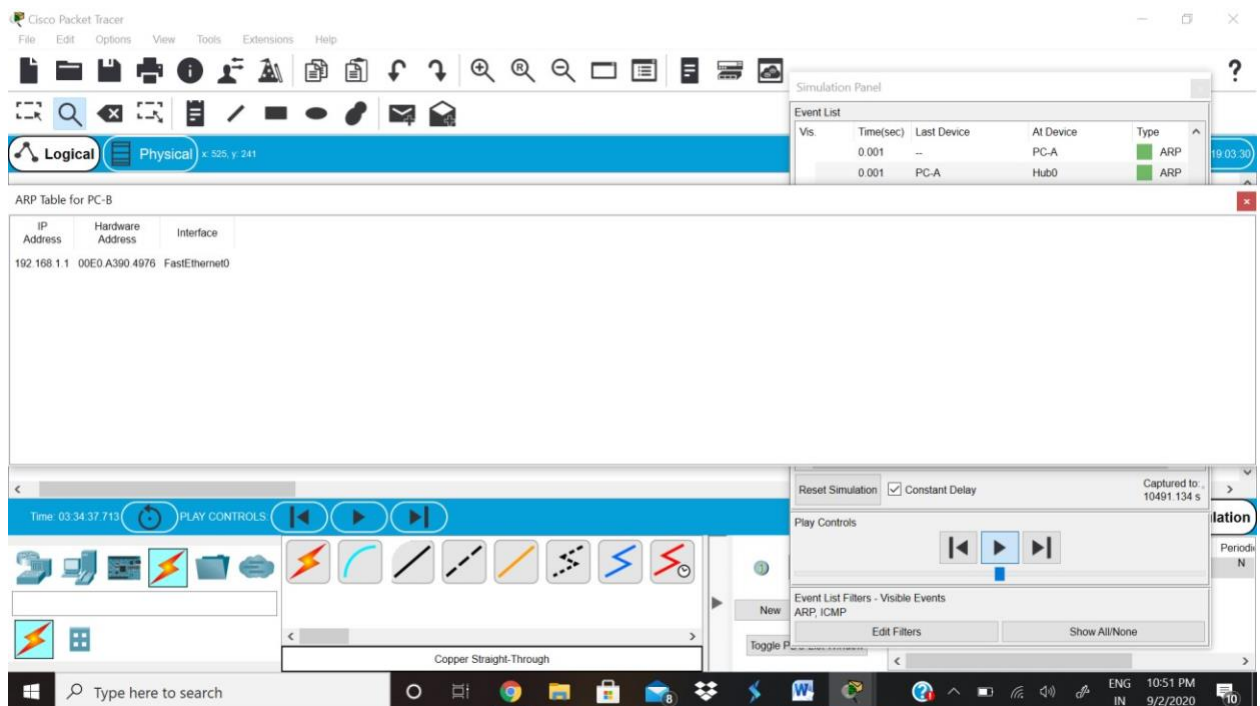 Cisco Packet Tracer
File Edit Options View Tools Extensions Help
Simulation Panel
Event List
Vis. Time(sec) Last Device At Device Type
0.001 -- PC-A ARP
0.001 PC-A Hub0 ARP
Logical Physical x: 525, y: 241
19:03:30
ARP Table for PC-B
IP Address Hardware Address Interface
192.168.1.1 00E0.A390.4976 FastEthernet0
Reset Simulation Constant Delay Captured to:
10491.134 s
Time: 03:34:37.713 PLAY CONTROLS:
Play Controls
Event List Filters - Visible Events
ARP, ICMP
Edit Filters Show All/None
New
N
Copper Straight-Through
Type here to search
ENG 10:51 PM
IN 9/2/2020
8
10